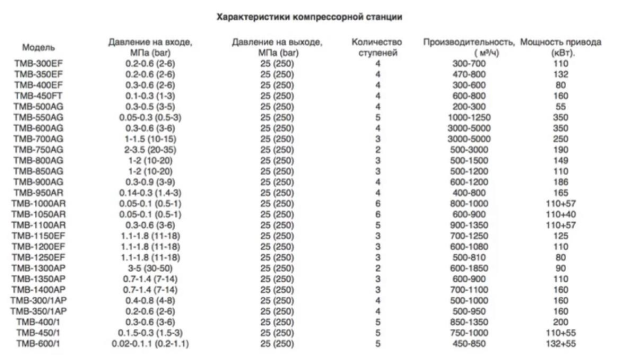 Характеристики компрессорной станции
Модель Давление на входе, МПа (bar) Давление на выходе, МПа (bar) Количество ступеней Производительность, ( м³/ч) Мощность привода (кВт).
TMB-300EF 0.2-0.6 (2-6) 25 (250) 4 300-700 110
TMB-350EF 0.2-0.6 (2-6) 25 (250) 4 470-800 132
TMB-400EF 0.3-0.6 (2-6) 25 (250) 4 300-600 80
TMB-450FT 0.1-0.3 (1-3) 25 (250) 4 600-800 160
TMB-500AG 0.3-0.5 (3-5) 25 (250) 4 200-300 55
TMB-550AG 0.05-0.3 (0.5-3) 25 (250) 5 1000-1250 350
TMB-600AG 0.3-0.6 (3-6) 25 (250) 4 3000-5000 350
TMB-700AG 1-1.5 (10-15) 25 (250) 3 3000-5000 250
TMB-750AG 2-3.5 (20-35) 25 (250) 2 500-3000 190
TMB-800AG 1-2 (10-20) 25 (250) 3 500-1500 149
TMB-850AG 1-2 (10-20) 25 (250) 3 500-1200 110
TMB-900AG 0.3-0.9 (3-9) 25 (250) 4 600-1200 186
TMB-950AR 0.14-0.3 (1.4-3) 25 (250) 4 400-800 165
TMB-1000AR 0.05-0.1 (0.5-1) 25 (250) 6 800-1000 110+57
TMB-1050AR 0.05-0.1 (0.5-1) 25 (250) 6 600-900 110+40
TMB-1100AR 0.3-0.6 (3-6) 25 (250) 5 900-1350 110+57
TMB-1150EF 1.1-1.8 (11-18) 25 (250) 3 700-1250 125
TMB-1200EF 1.1-1.8 (11-18) 25 (250) 3 600-1080 110
TMB-1250EF 1.1-1.8 (11-18) 25 (250) 3 500-810 80
TMB-1300AP 3-5 (30-50) 25 (250) 2 600-1850 90
TMB-1350AP 0.7-1.4 (7-14) 25 (250) 3 600-900 110
TMB-1400AP 0.7-1.4 (7-14) 25 (250) 3 700-1100 160
TMB-300/1AP 0.4-0.8 (4-8) 25 (250) 4 500-1000 160
TMB-350/1AP 0.2-0.6 (2-6) 25 (250) 4 500-950 160
TMB-400/1 0.3-0.6 (3-6) 25 (250) 5 850-1350 200
TMB-450/1 0.1.5-0.3 (1.5-3) 25 (250) 5 750-1000 110+55
TMB-600/1 0.02-0.1.1 (0.2-1.1) 25 (250) 5 450-850 132+55